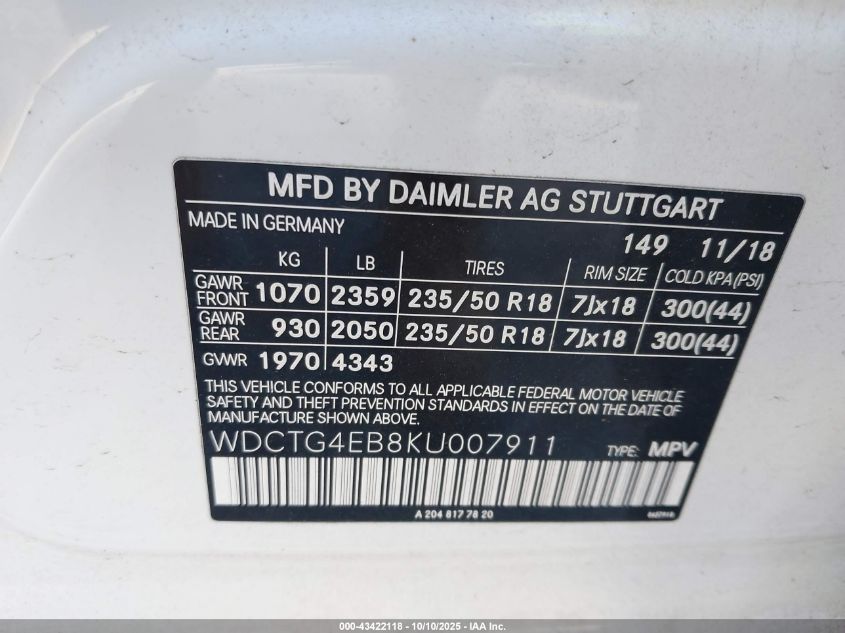 MFD BY DAIMLER AG STUTTGART
MADE IN GERMANY
149 11/18
KG LB TIRES RIM SIZE COLD KPA(PSI)
GAWR FRONT 1070 2359 235/50 R18 7Jx18 300(44)
GAWR REAR 930 2050 235/50 R18 7Jx18 300(44)
GVWR 1970 4343
THIS VEHICLE CONFORMS TO ALL APPLICABLE FEDERAL MOTOR VEHICLE
SAFETY AND THEFT PREVENTION STANDARDS IN EFFECT ON THE DATE OF
MANUFACTURE SHOWN ABOVE.
WDCTG4EB8KU007911 TYPE: MPV
A 204 817 78 20
000-43422118 - 10/10/2025 - IAA Inc.